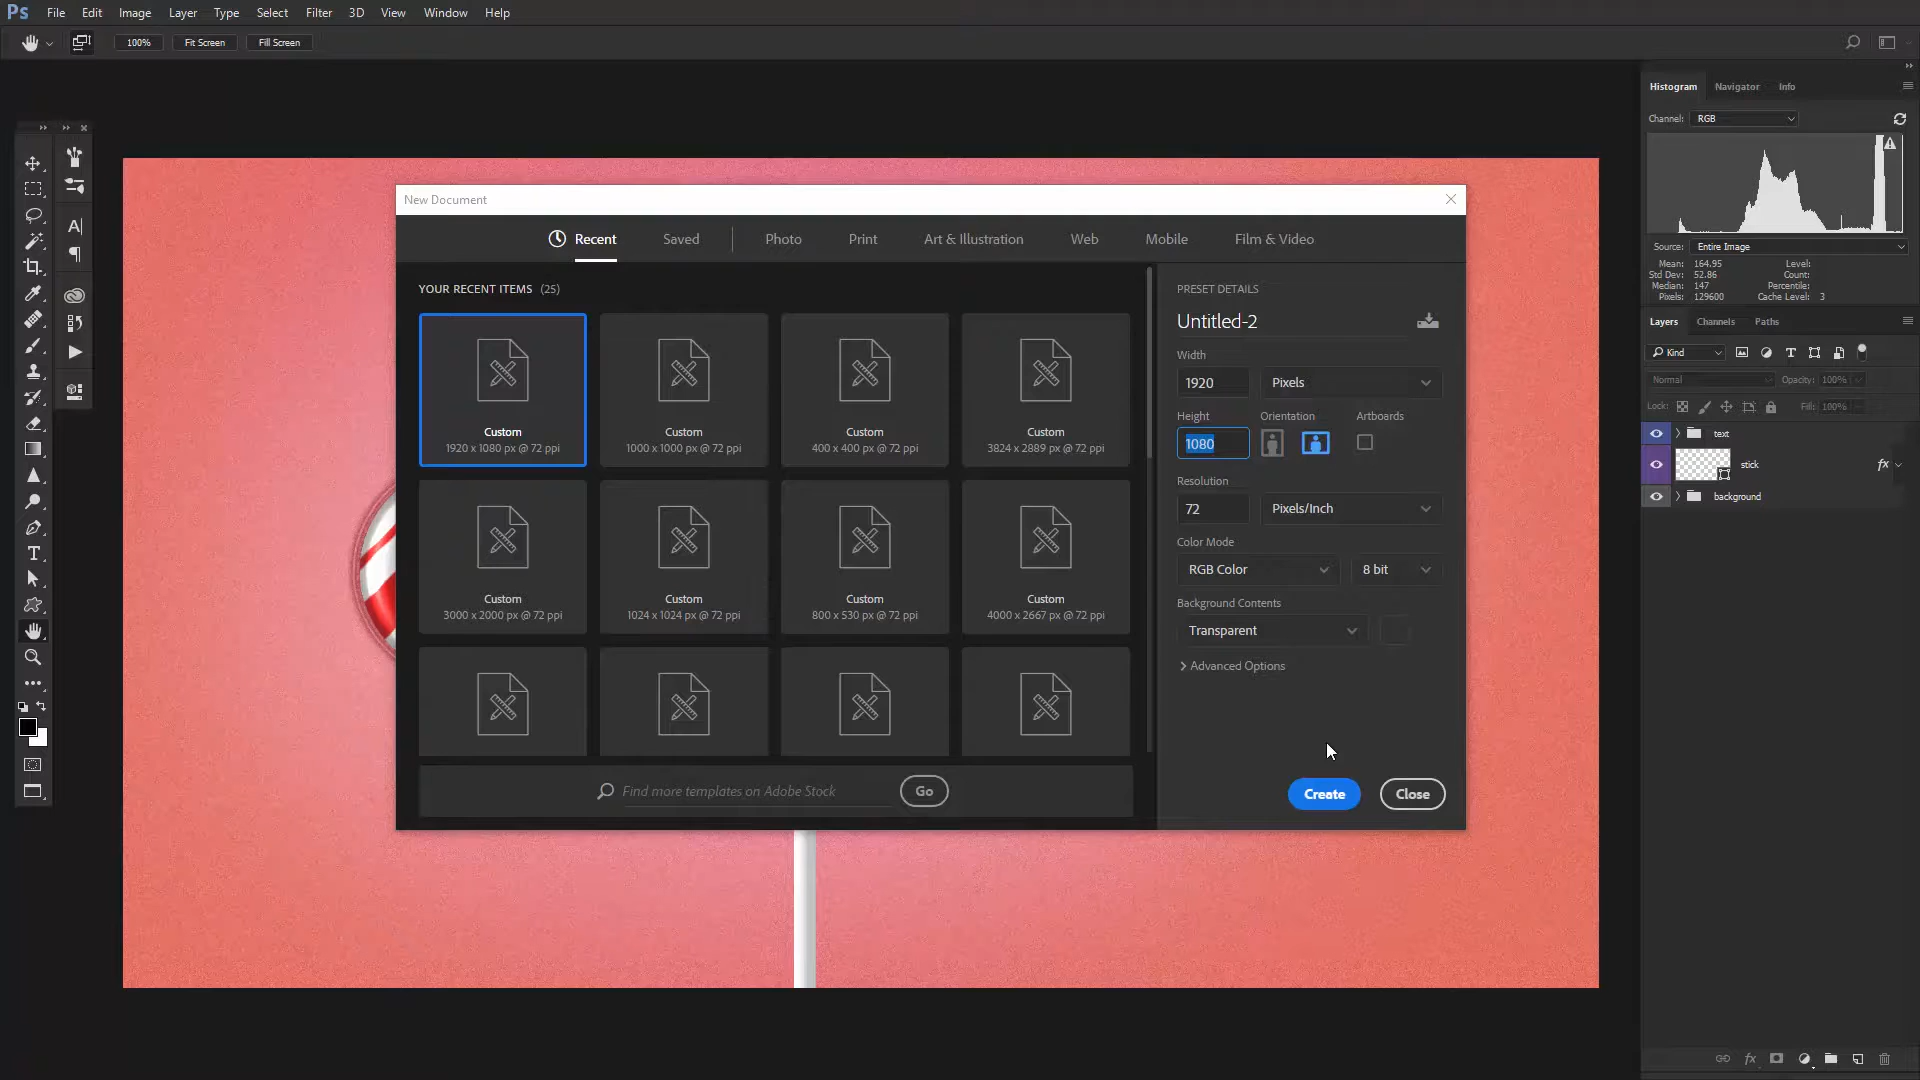 Ps File Edit Image Layer Type Select Filter 3D View Window Help
100% Fit Screen Fill Screen
Histogram Navigator Info
Channel: RGB
Source: Entire Image
Mean: 164.95 Level:
Std Dev: 52.86 Count:
Median: 147 Percentile:
Pixels: 129600 Cache Level: 3
Layers Channels Paths
Kind
Normal Opacity: 100%
Lock: Fill: 100%
text
stick fx
background
New Document
Recent Saved Photo Print Art & Illustration Web Mobile Film & Video
YOUR RECENT ITEMS (25)
Custom
1920 x 1080 px @ 72 ppi
Custom
1000 x 1000 px @ 72 ppi
Custom
400 x 400 px @ 72 ppi
Custom
3824 x 2889 px @ 72 ppi
Custom
3000 x 2000 px @ 72 ppi
Custom
1024 x 1024 px @ 72 ppi
Custom
800 x 530 px @ 72 ppi
Custom
4000 x 2667 px @ 72 ppi
Find more templates on Adobe Stock Go
PRESET DETAILS
Untitled-2
Width
1920 Pixels
Height Orientation Artboards
1080
Resolution
72 Pixels/Inch
Color Mode
RGB Color 8 bit
Background Contents
Transparent
Advanced Options
Create Close
fx